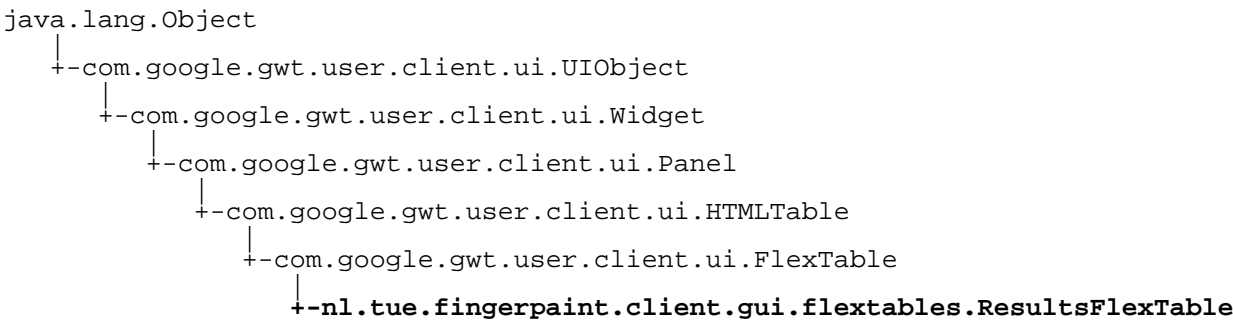 java.lang.Object
|
+-com.google.gwt.user.client.ui.UIObject
|
+-com.google.gwt.user.client.ui.Widget
|
+-com.google.gwt.user.client.ui.Panel
|
+-com.google.gwt.user.client.ui.HTMLTable
|
+-com.google.gwt.user.client.ui.FlexTable
|
+-nl.tue.fingerpaint.client.gui.flextables.ResultsFlexTable